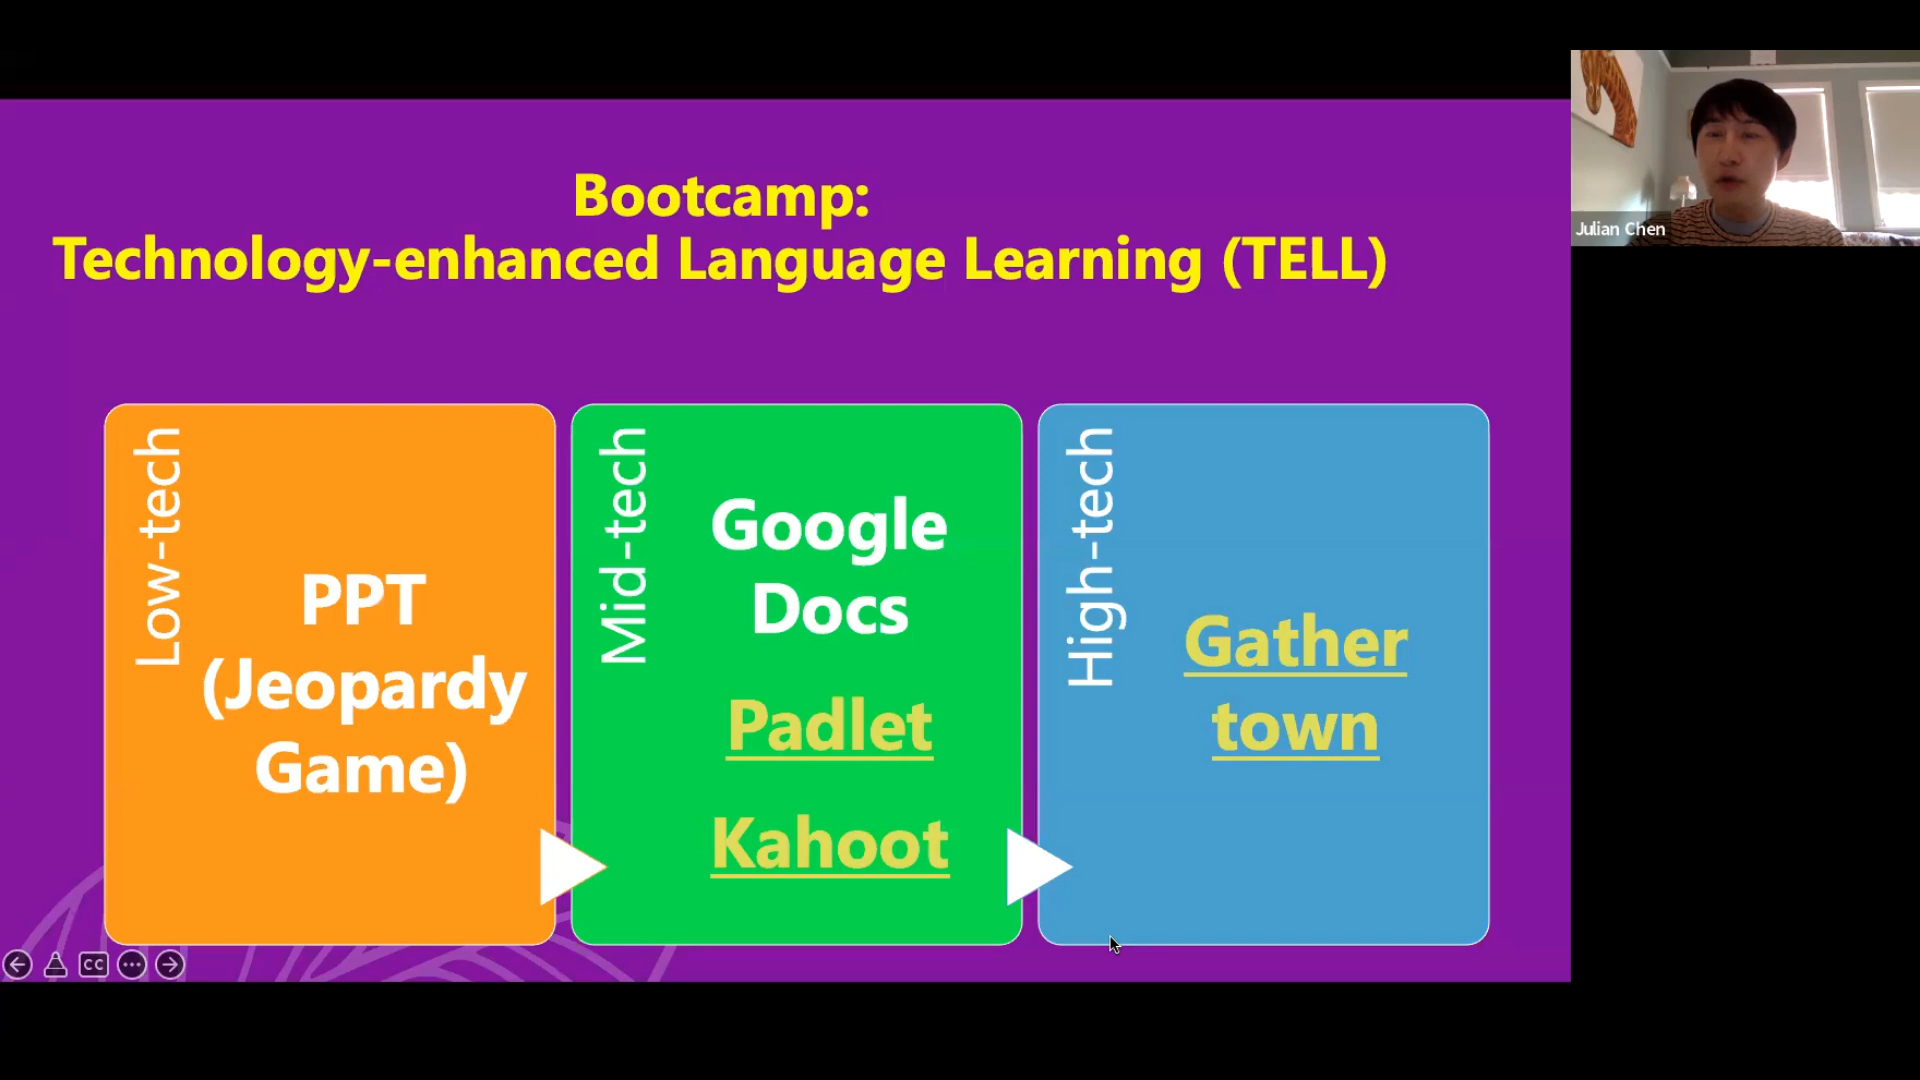 Bootcamp:
Technology-enhanced Language Learning (TELL)
Low-tech
PPT
(Jeopardy
Game)
Mid-tech
Google
Docs
Padlet
Kahoot
High-tech
Gather
town
CC
Julian Chen